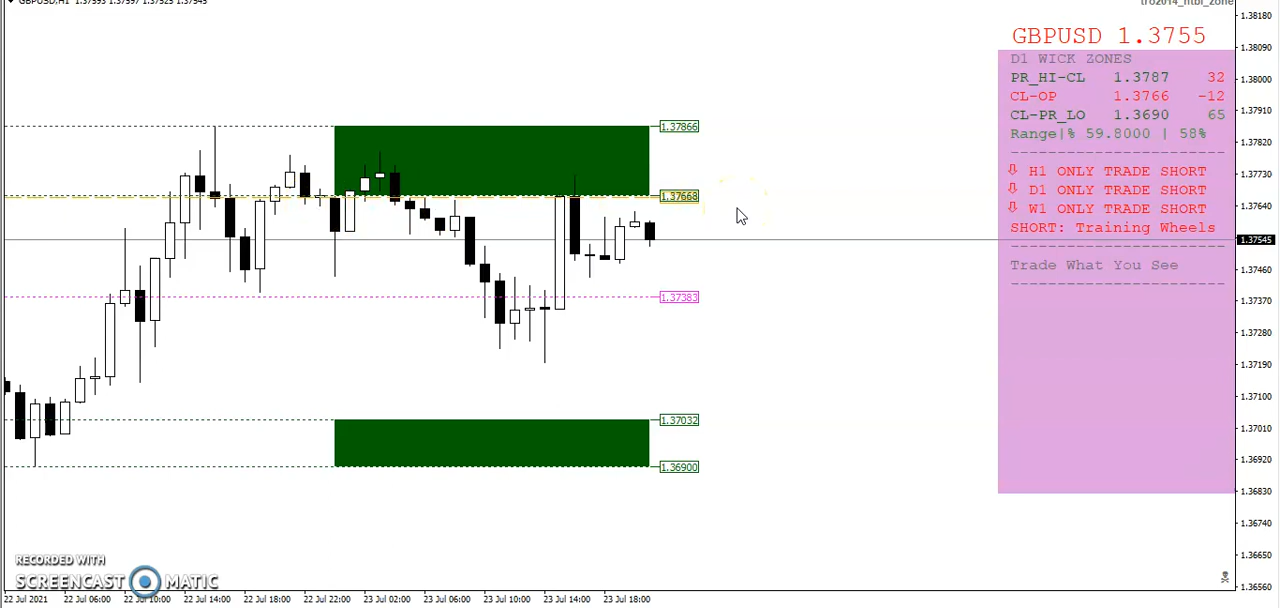 GBPUSD,H1 1.37593 1.37597 1.37525 1.37545
tro2014_ntbf_zone
GBPUSD 1.3755
D1 WICK ZONES
PR_HI-CL 1.3787 32
CL-OP 1.3766 -12
CL-PR_LO 1.3690 65
Range|% 59.8000 | 58%
-----------------------
⇩ H1 ONLY TRADE SHORT
⇩ D1 ONLY TRADE SHORT
⇩ W1 ONLY TRADE SHORT
SHORT: Training Wheels
-----------------------
Trade What You See
-----------------------
1.37866
1.37668
1.37383
1.37032
1.36900
1.38180
1.38090
1.38000
1.37910
1.37820
1.37730
1.37640
1.37545
1.37460
1.37370
1.37280
1.37190
1.37100
1.37010
1.36920
1.36830
1.36740
1.36650
1.36560
RECORDED WITH
SCREENCAST MATIC
22 Jul 2021 22 Jul 06:00 22 Jul 10:00 22 Jul 14:00 22 Jul 18:00 22 Jul 22:00 23 Jul 02:00 23 Jul 06:00 23 Jul 10:00 23 Jul 14:00 23 Jul 18:00